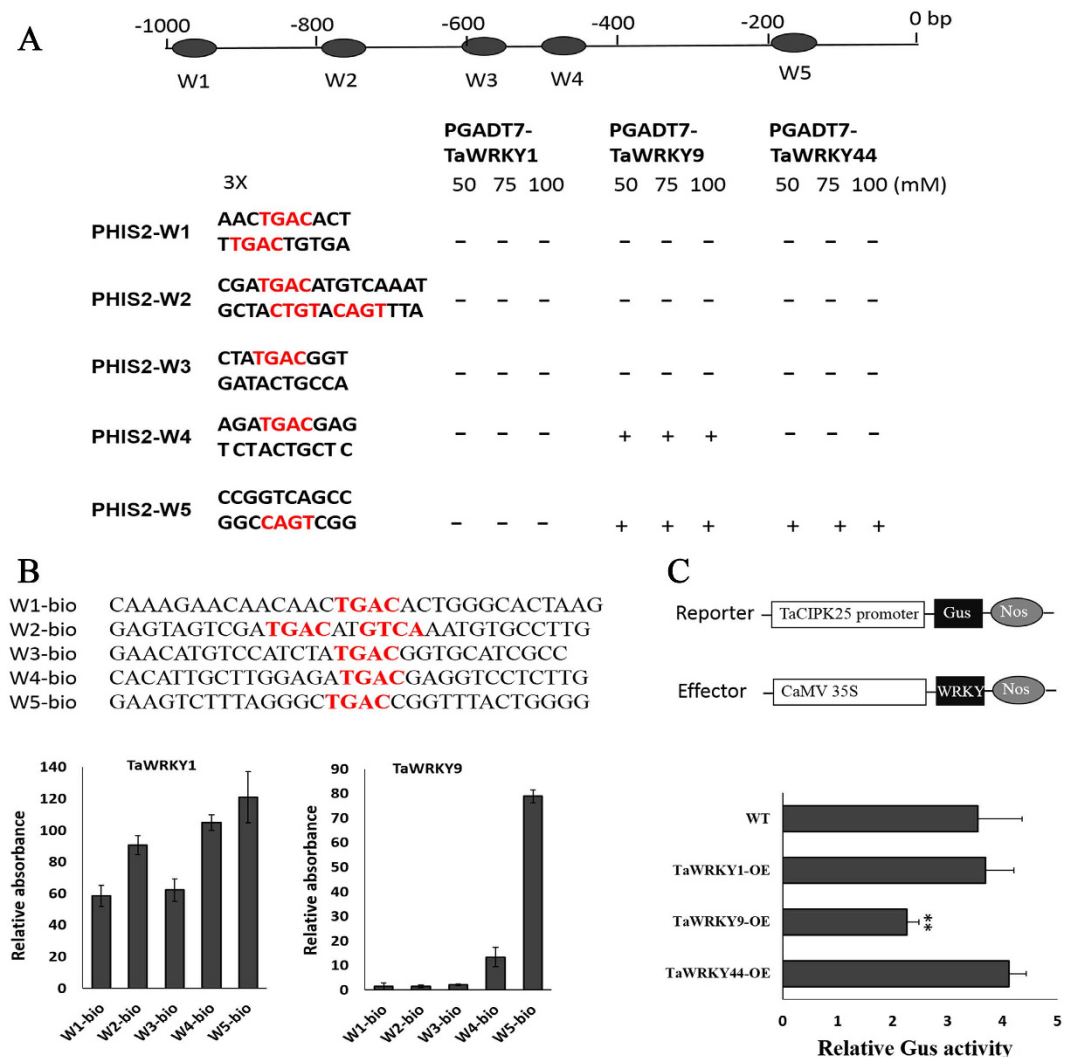 A
-1000 -800 -600 -400 -200 0 bp
W1 W2 W3 W4 W5
PGADT7- PGADT7- PGADT7-
TaWRKY1 TaWRKY9 TaWRKY44
3X 50 75 100 50 75 100 50 75 100 (mM)
PHIS2-W1
AACTGACACT
TTGACTGTGA
– – – – – – – – –
PHIS2-W2
CGATGACATGTCAAAT
GCTACTGTACAGTTTA
– – – – – – – – –
PHIS2-W3
CTATGACGGT
GATACTGCCA
– – – – – – – – –
PHIS2-W4
AGATGACGAG
TCTACTGCTC
– – – + + + – – –
PHIS2-W5
CCGGTCAGCC
GGCCAGTCGG
– – – + + + + + +
B
W1-bio CAAAGAACAACAACTGACACTGGGCACTAAG
W2-bio GAGTAGTCGATGACATGTCAAATGTGCCTTG
W3-bio GAACATGTCCATCTATGACGGTGCATCGCC
W4-bio CACATTGCTTGGAGATGACGAGGTCCTCTTG
W5-bio GAAGTCTTTAGGGCTGACCGGTTTACTGGGG
TaWRKY1
Relative absorbance
140
120
100
80
60
40
20
0
W1-bio W2-bio W3-bio W4-bio W5-bio
TaWRKY9
Relative absorbance
90
80
70
60
50
40
30
20
10
0
W1-bio W2-bio W3-bio W4-bio W5-bio
C
Reporter TaCIPK25 promoter Gus Nos
Effector CaMV 35S WRKY Nos
WT
TaWRKY1-OE
TaWRKY9-OE **
TaWRKY44-OE
0 1 2 3 4 5
Relative Gus activity